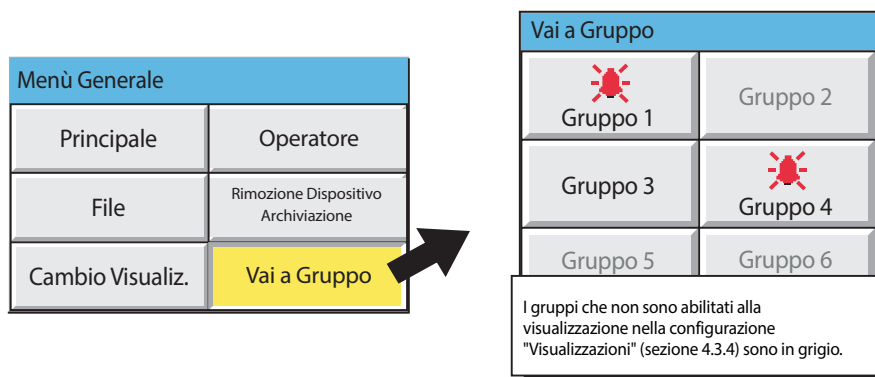 Menù Generale
Principale
Operatore
File
Rimozione Dispositivo
Archiviazione
Cambio Visualiz.
Vai a Gruppo
Vai a Gruppo
Gruppo 1
Gruppo 2
Gruppo 3
Gruppo 4
Gruppo 5
Gruppo 6
I gruppi che non sono abilitati alla
visualizzazione nella configurazione
"Visualizzazioni" (sezione 4.3.4) sono in grigio.